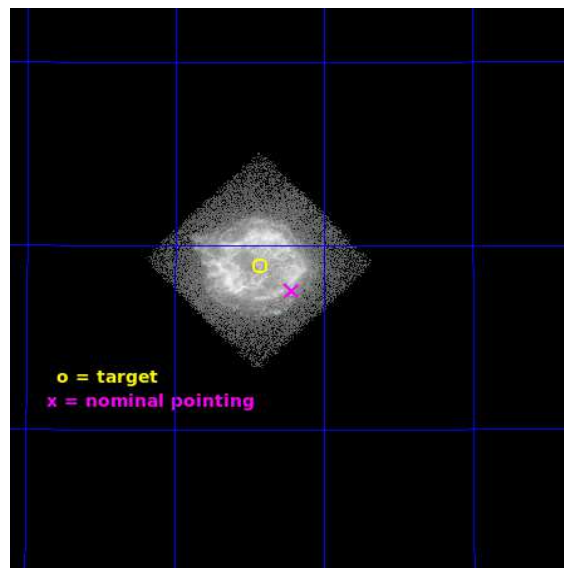 o = target
x = nominal pointing